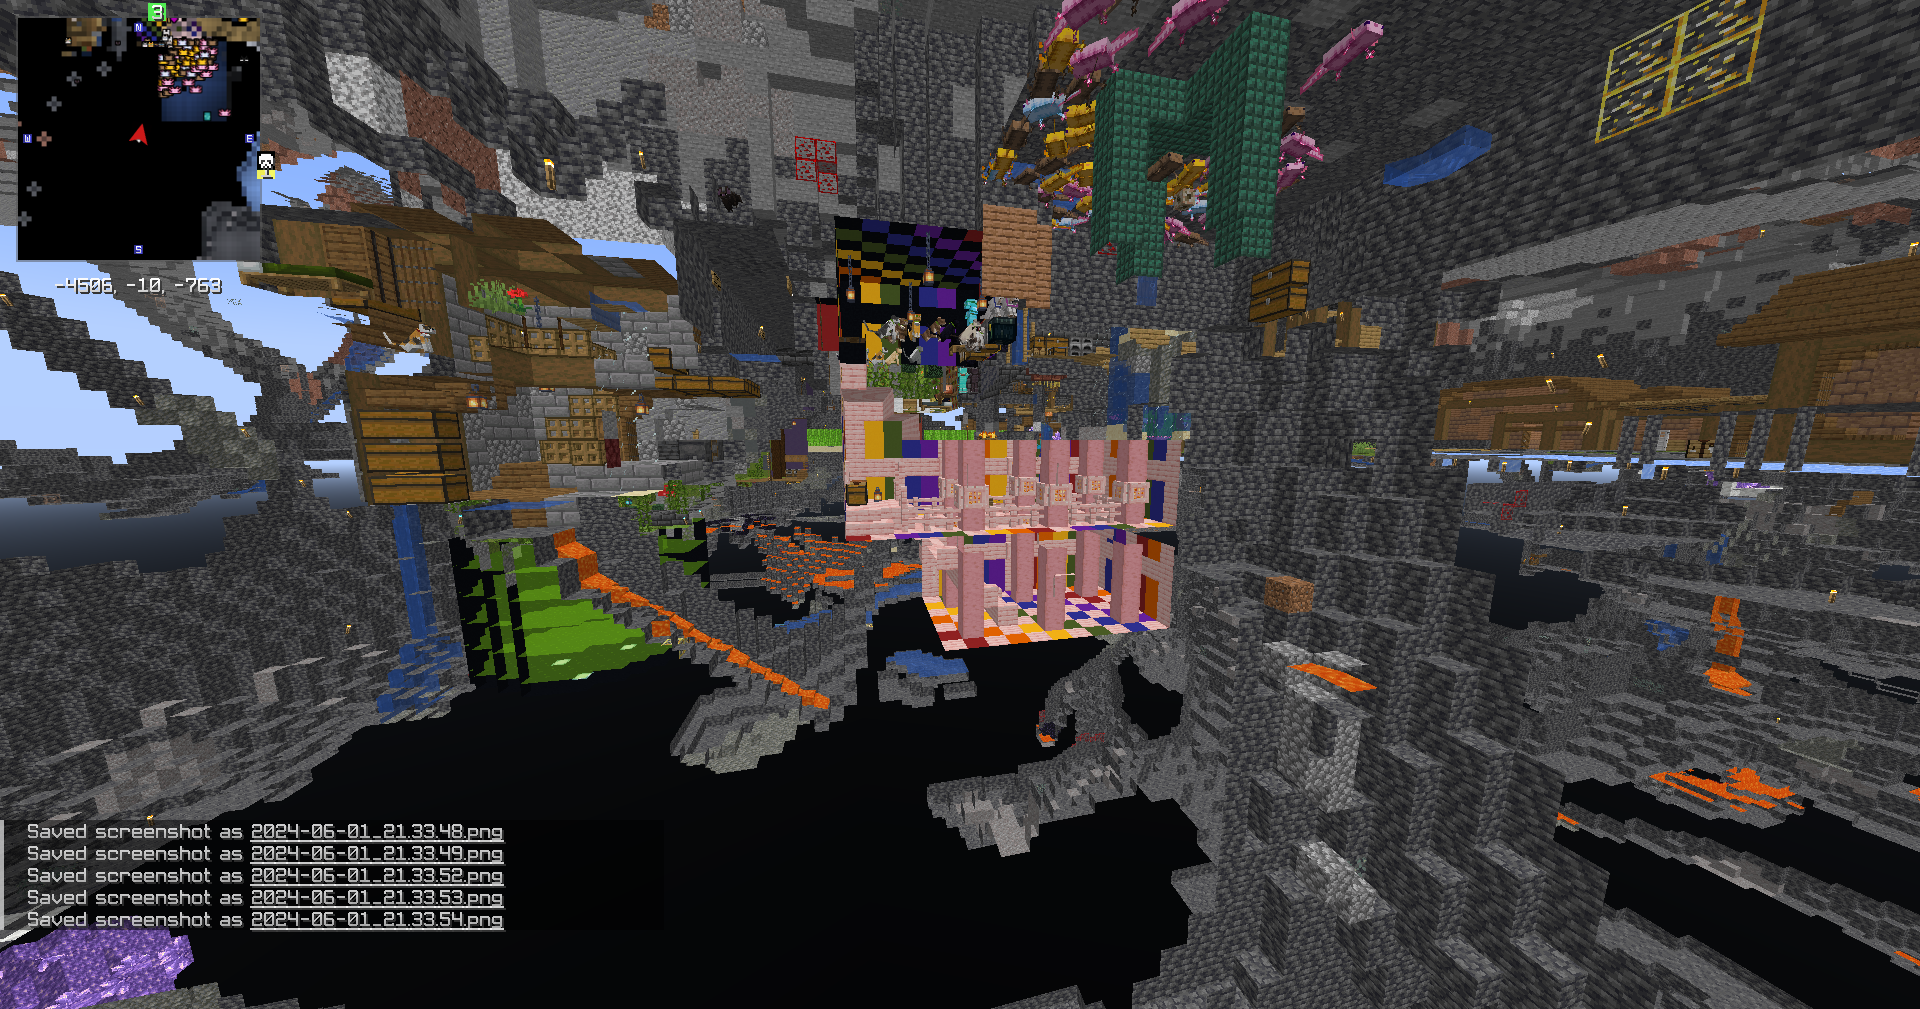 3
N
W
E
S
-4506, -10, -763
Saved screenshot as 2024-06-01_21.33.48.png
Saved screenshot as 2024-06-01_21.33.49.png
Saved screenshot as 2024-06-01_21.33.52.png
Saved screenshot as 2024-06-01_21.33.53.png
Saved screenshot as 2024-06-01_21.33.54.png